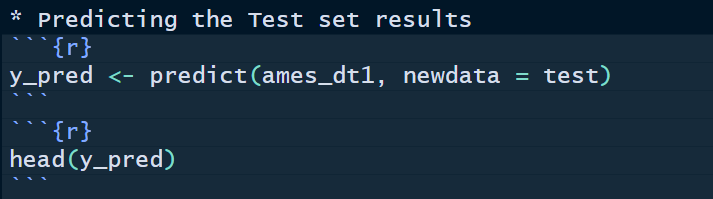 * Predicting the Test set results
```{r}
y_pred <- predict(ames_dt1, newdata = test)
```
```{r}
head(y_pred)
```